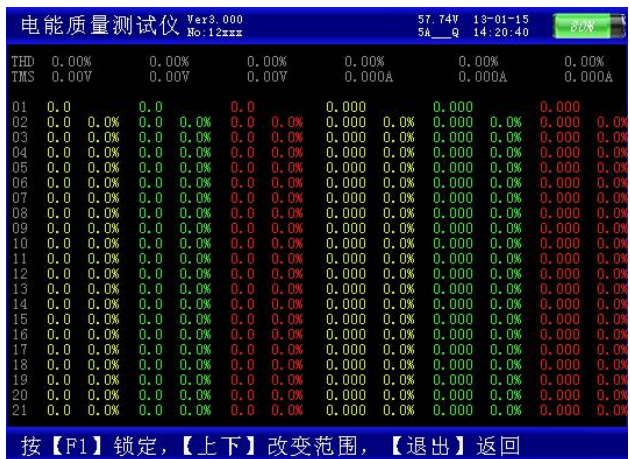 电能质量测试仪 Ver3.000 57.74V 13-01-15 80%
No:12xxx 5A__Q 14:20:40
THD 0.00% 0.00% 0.00% 0.00% 0.00% 0.00%
TMS 0.00V 0.00V 0.00V 0.000A 0.000A 0.000A
01 0.0 0.0 0.0 0.000 0.000 0.000
02 0.0 0.0% 0.0 0.0% 0.0 0.0% 0.000 0.0% 0.000 0.0% 0.000 0.0%
03 0.0 0.0% 0.0 0.0% 0.0 0.0% 0.000 0.0% 0.000 0.0% 0.000 0.0%
04 0.0 0.0% 0.0 0.0% 0.0 0.0% 0.000 0.0% 0.000 0.0% 0.000 0.0%
05 0.0 0.0% 0.0 0.0% 0.0 0.0% 0.000 0.0% 0.000 0.0% 0.000 0.0%
06 0.0 0.0% 0.0 0.0% 0.0 0.0% 0.000 0.0% 0.000 0.0% 0.000 0.0%
07 0.0 0.0% 0.0 0.0% 0.0 0.0% 0.000 0.0% 0.000 0.0% 0.000 0.0%
08 0.0 0.0% 0.0 0.0% 0.0 0.0% 0.000 0.0% 0.000 0.0% 0.000 0.0%
09 0.0 0.0% 0.0 0.0% 0.0 0.0% 0.000 0.0% 0.000 0.0% 0.000 0.0%
10 0.0 0.0% 0.0 0.0% 0.0 0.0% 0.000 0.0% 0.000 0.0% 0.000 0.0%
11 0.0 0.0% 0.0 0.0% 0.0 0.0% 0.000 0.0% 0.000 0.0% 0.000 0.0%
12 0.0 0.0% 0.0 0.0% 0.0 0.0% 0.000 0.0% 0.000 0.0% 0.000 0.0%
13 0.0 0.0% 0.0 0.0% 0.0 0.0% 0.000 0.0% 0.000 0.0% 0.000 0.0%
14 0.0 0.0% 0.0 0.0% 0.0 0.0% 0.000 0.0% 0.000 0.0% 0.000 0.0%
15 0.0 0.0% 0.0 0.0% 0.0 0.0% 0.000 0.0% 0.000 0.0% 0.000 0.0%
16 0.0 0.0% 0.0 0.0% 0.0 0.0% 0.000 0.0% 0.000 0.0% 0.000 0.0%
17 0.0 0.0% 0.0 0.0% 0.0 0.0% 0.000 0.0% 0.000 0.0% 0.000 0.0%
18 0.0 0.0% 0.0 0.0% 0.0 0.0% 0.000 0.0% 0.000 0.0% 0.000 0.0%
19 0.0 0.0% 0.0 0.0% 0.0 0.0% 0.000 0.0% 0.000 0.0% 0.000 0.0%
20 0.0 0.0% 0.0 0.0% 0.0 0.0% 0.000 0.0% 0.000 0.0% 0.000 0.0%
21 0.0 0.0% 0.0 0.0% 0.0 0.0% 0.000 0.0% 0.000 0.0% 0.000 0.0%
按【F1】锁定,【上下】改变范围, 【退出】返回